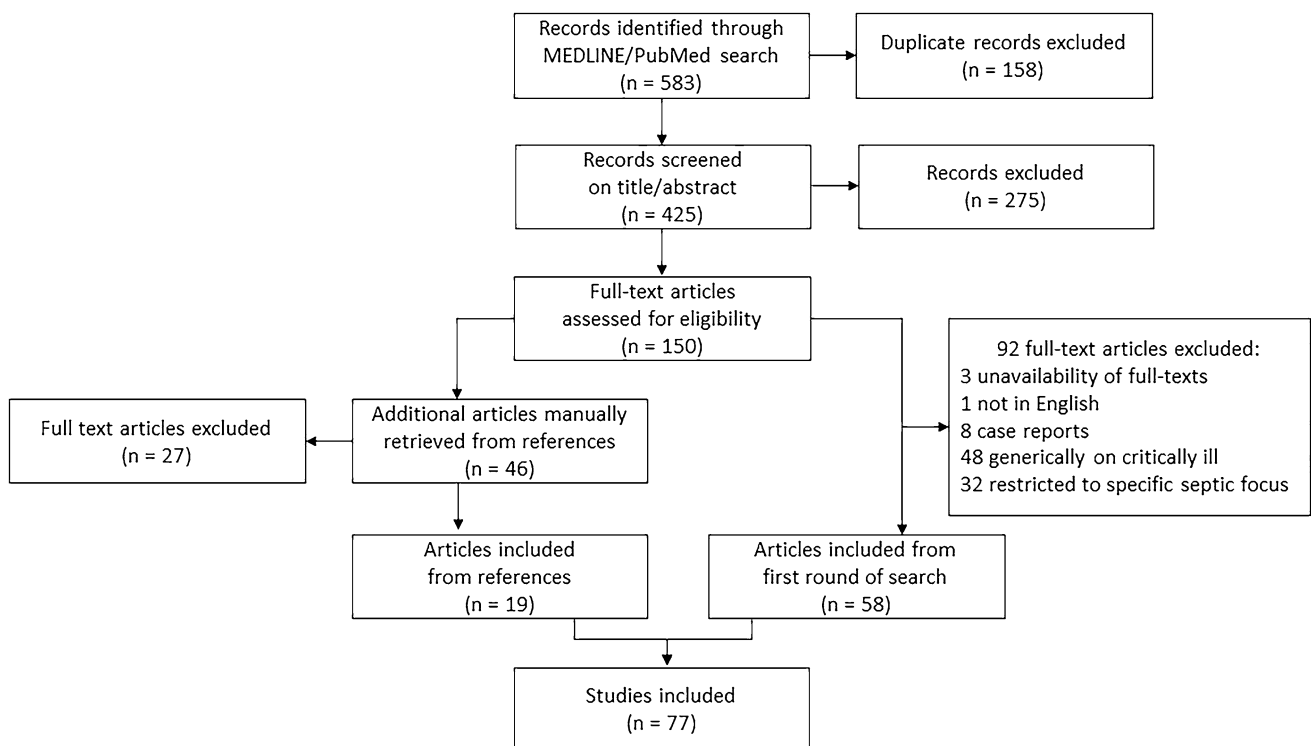 Records identified through
MEDLINE/PubMed search
(n = 583)
Duplicate records excluded
(n = 158)
Records screened
on title/abstract
(n = 425)
Records excluded
(n = 275)
Full-text articles
assessed for eligibility
(n = 150)
92 full-text articles excluded:
3 unavailability of full-texts
1 not in English
8 case reports
48 generically on critically ill
32 restricted to specific septic focus
Additional articles manually
retrieved from references
(n = 46)
Full text articles excluded
(n = 27)
Articles included
from references
(n = 19)
Articles included from
first round of search
(n = 58)
Studies included
(n = 77)